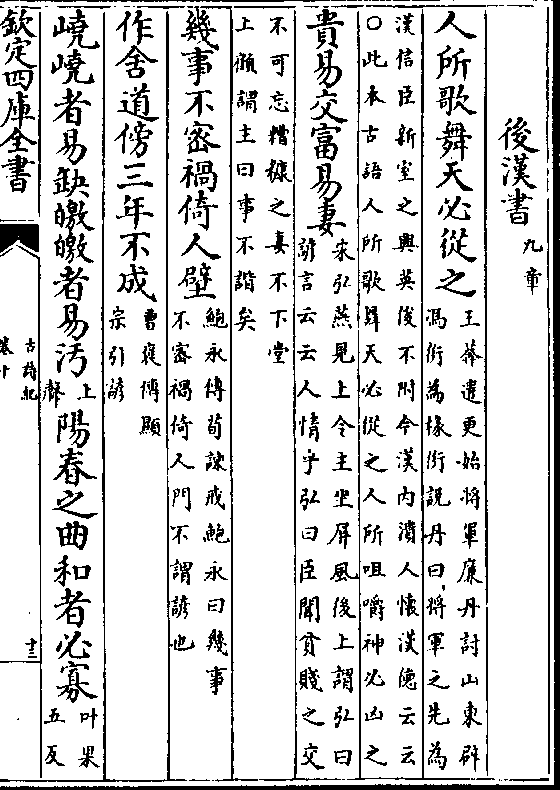 後漢書九章
人所歌舞天必從之王莽遣更始將軍廉丹討山東辟
馮衍為掾衍說丹曰將軍之先為
漢信臣新室之興英俊不附今漢內潰人懷漢德云云
○此本古語人所歌舞天必從之人所咀嚼神必凶之
貴易交富易妻宋弘燕見上令主坐屏風後上謂弘曰
諺言云云人情乎弘曰臣聞貧賤之交
不可忘糟糠之妻不下堂
上顧謂主曰事不諧矣
幾事不密禍倚人壁鮑永傳荀諫戒鮑永曰幾事
不密禍倚人門不謂諺也
作舍道傍三年不成曹褒傳顯
宗引諺
嶢嶢者易缺皦皦者易汚上
聲陽春之曲和者必寡叶果
五反
欽定四庫全書
古詩紀
卷十
十三